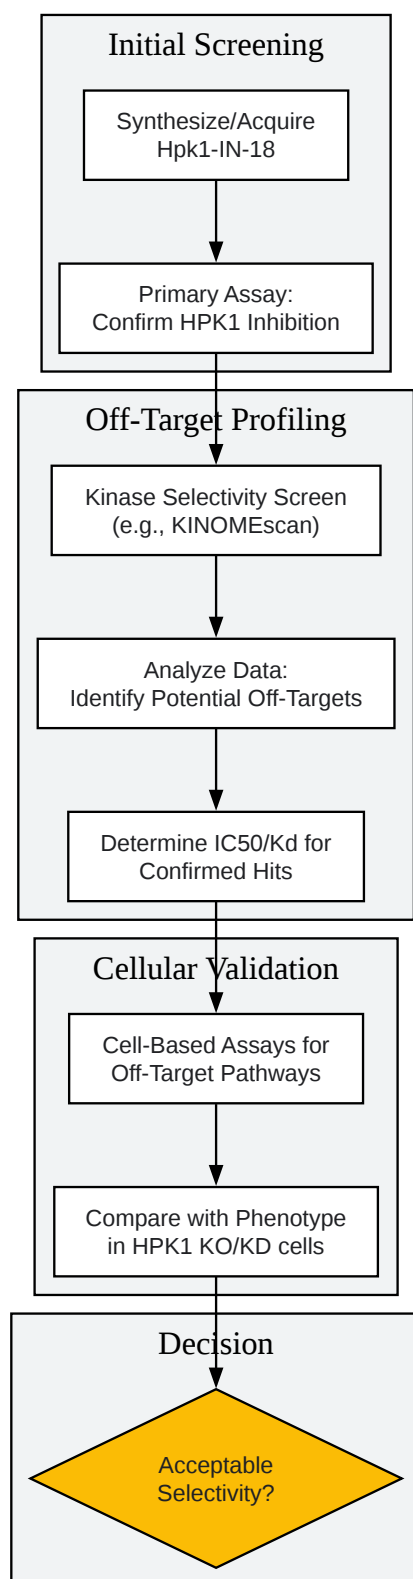 Initial Screening
Synthesize/Acquire
Hpk1-IN-18
Primary Assay:
Confirm HPK1 Inhibition
Off-Target Profiling
Kinase Selectivity Screen
(e.g., KINOMEscan)
Analyze Data:
Identify Potential Off-Targets
Determine IC50/Kd for
Confirmed Hits
Cellular Validation
Cell-Based Assays for
Off-Target Pathways
Compare with Phenotype
in HPK1 KO/KD cells
Decision
Acceptable
Selectivity?